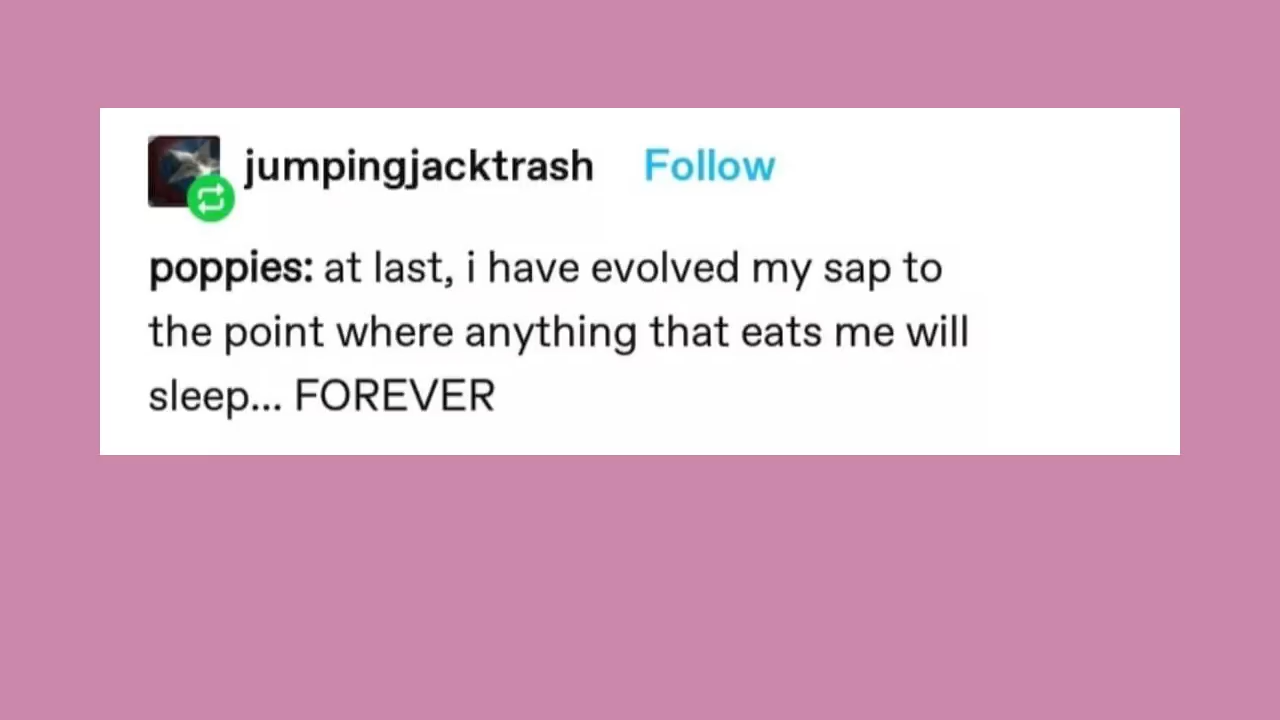 jumpingjacktrash Follow
poppies: at last, i have evolved my sap to
the point where anything that eats me will
sleep... FOREVER